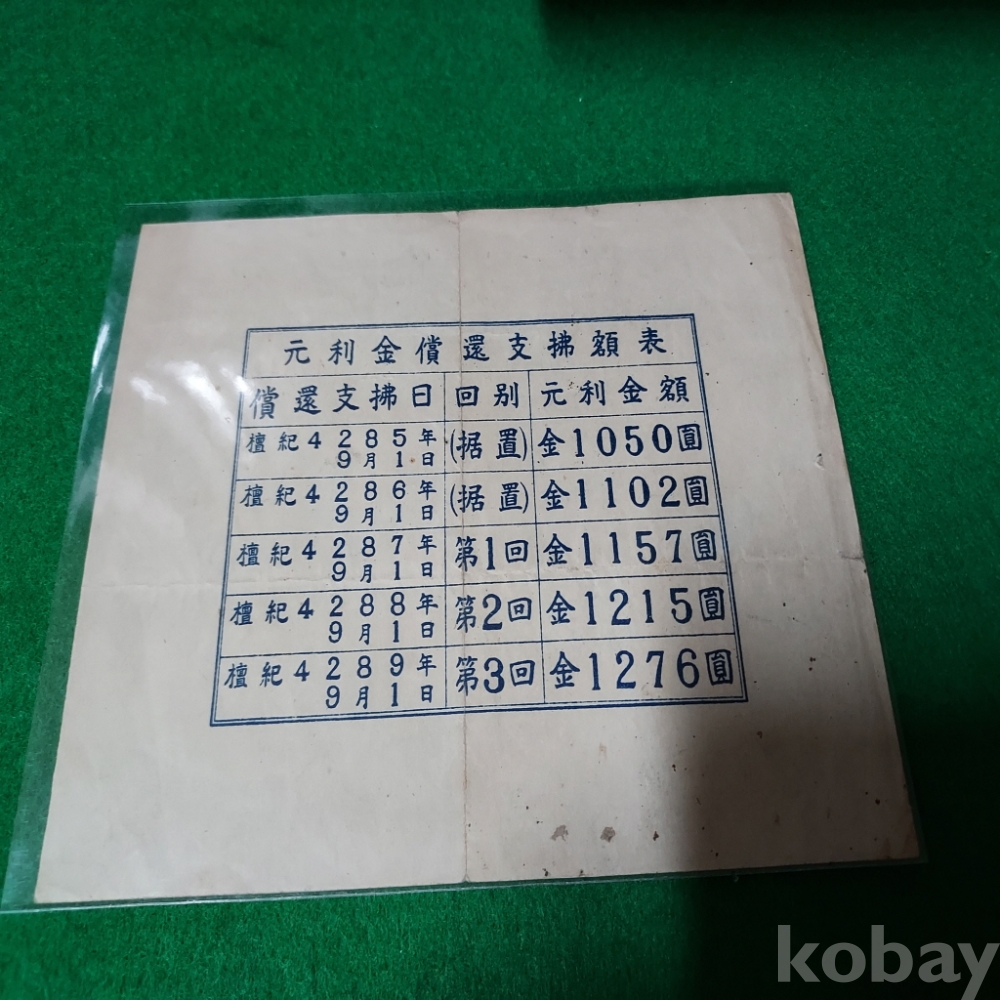 元利金償還支拂額表
償還支拂日 回别 元利金額
檀紀4285年9月1日 (据置) 金1050圓
檀紀4286年9月1日 (据置) 金1102圓
檀紀4287年9月1日 第1回 金1157圓
檀紀4288年9月1日 第2回 金1215圓
檀紀4289年9月1日 第3回 金1276圓
kobay